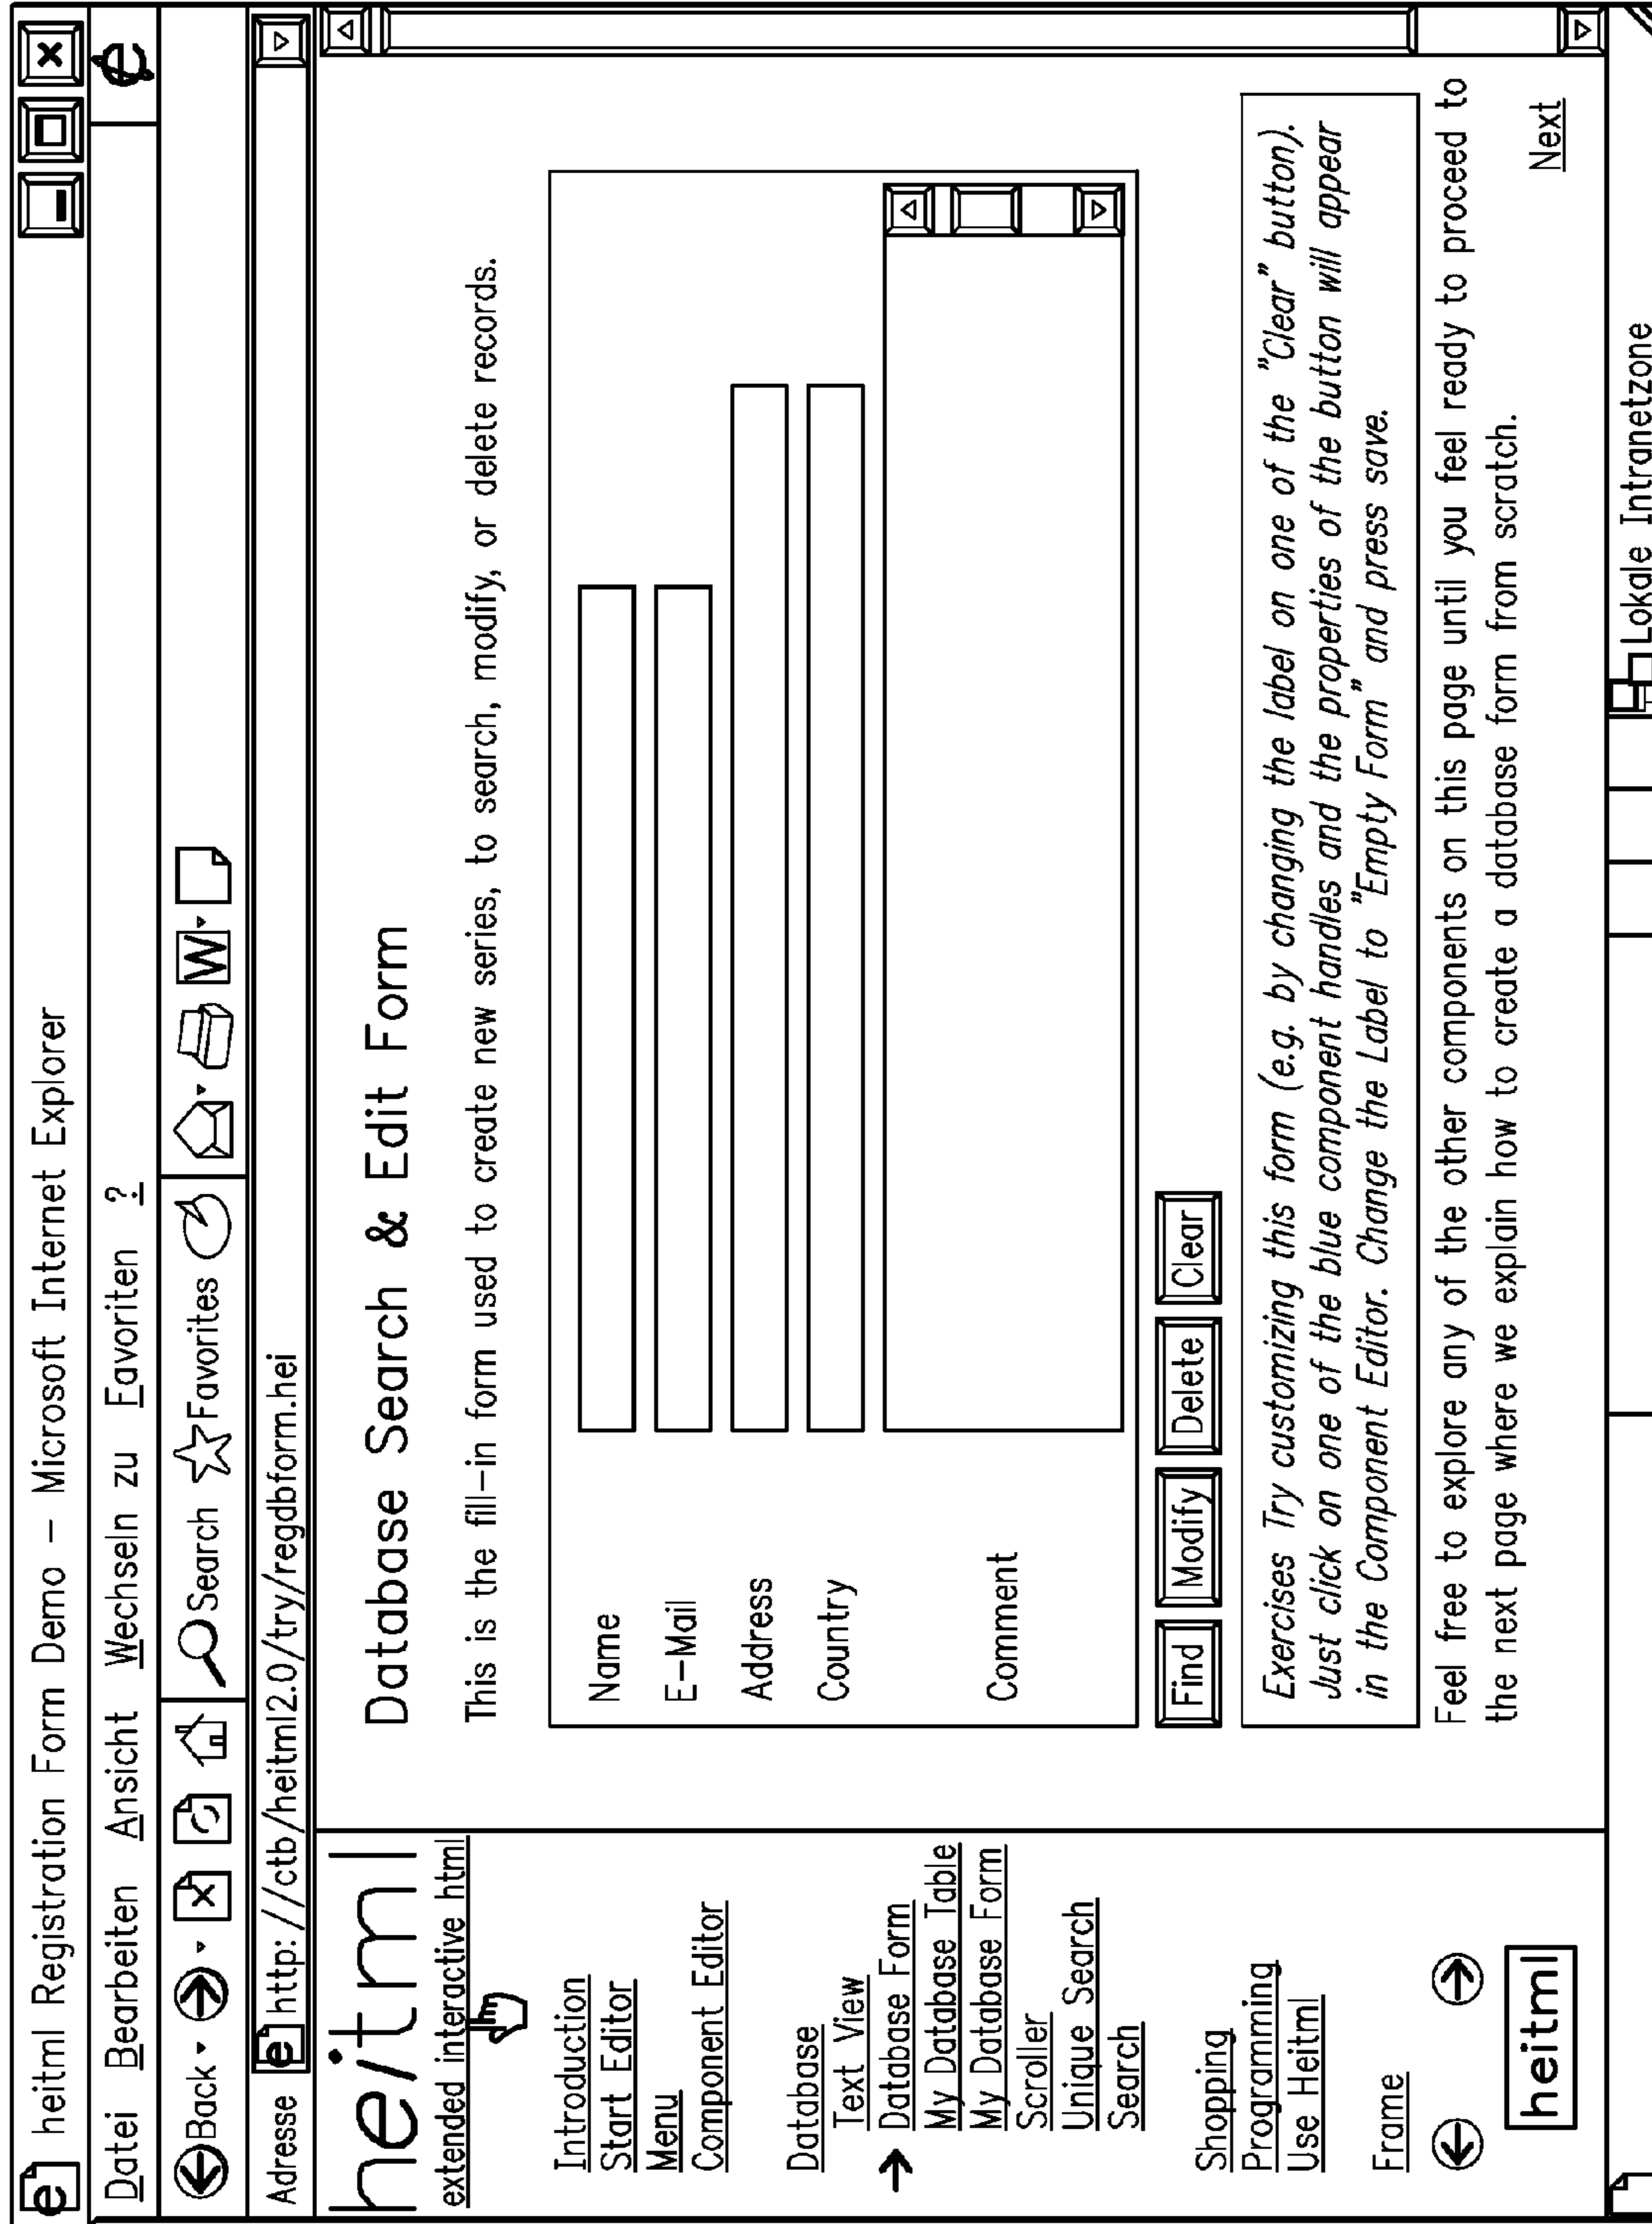 heitml Registration Form Demo – Microsoft Internet Explorer
Datei Bearbeiten Ansicht Wechseln zu Favoriten ?
Back Search Favorites W
Adresse http: //ctb/heitml2.0/try/regdbform.hei
heitml
extended interactive html
Introduction
Start Editor
Menu
Component Editor
Database
Text View
Database Form
My Database Table
My Database Form
Scroller
Unique Search
Search
Shopping
Programming
Use Heitml
Frame
heitml
Database Search & Edit Form
This is the fill–in form used to create new series, to search, modify, or delete records.
Name
E–Mail
Address
Country
Comment
Find Modify Delete Clear
Exercises Try customizing this form (e.g. by changing the label on one of the "Clear" button).
Just click on one of the blue component handles and the properties of the button will appear
in the Component Editor. Change the Label to "Empty Form" and press save.
Feel free to explore any of the other components on this page until you feel ready to proceed to
the next page where we explain how to create a database form from scratch.
Next
Lokale Intranetzone